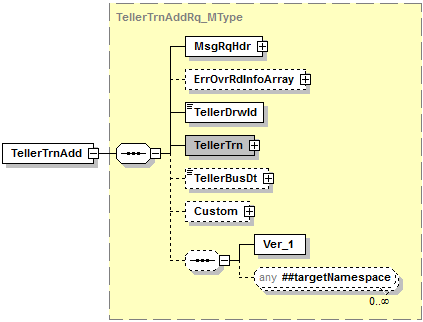 TellerTrnAddRq_MType
MsgRqHdr
ErrOvrRdInfoArray
TellerDrwId
TellerTrnAdd
TellerTrn
TellerBusDt
Custom
Ver_1
any ##targetNamespace
0..∞